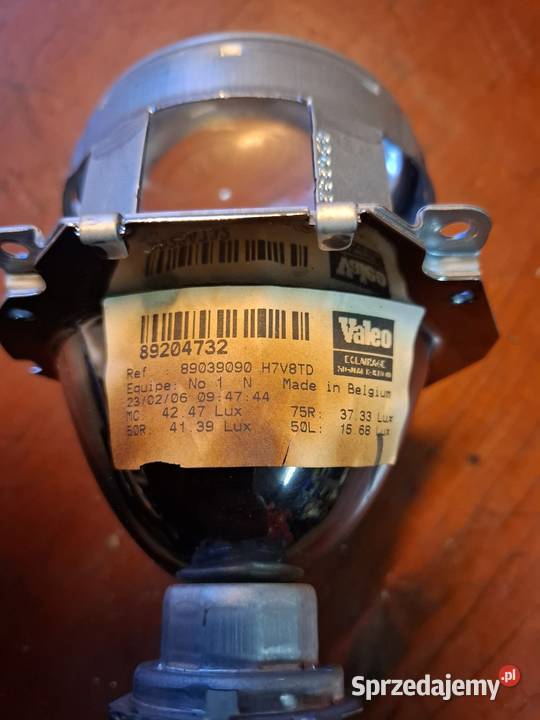 89204732
Valeo
ECLAIRAGE
Ref : 89039090 H7V8TD
Equipe: No 1 N Made in Belgium
23/02/06 09:47:44
MC: 42.47 Lux 75R: 37.33 Lux
50R: 41.39 Lux 50L: 15.68 Lux
Sprzedajemy.pl